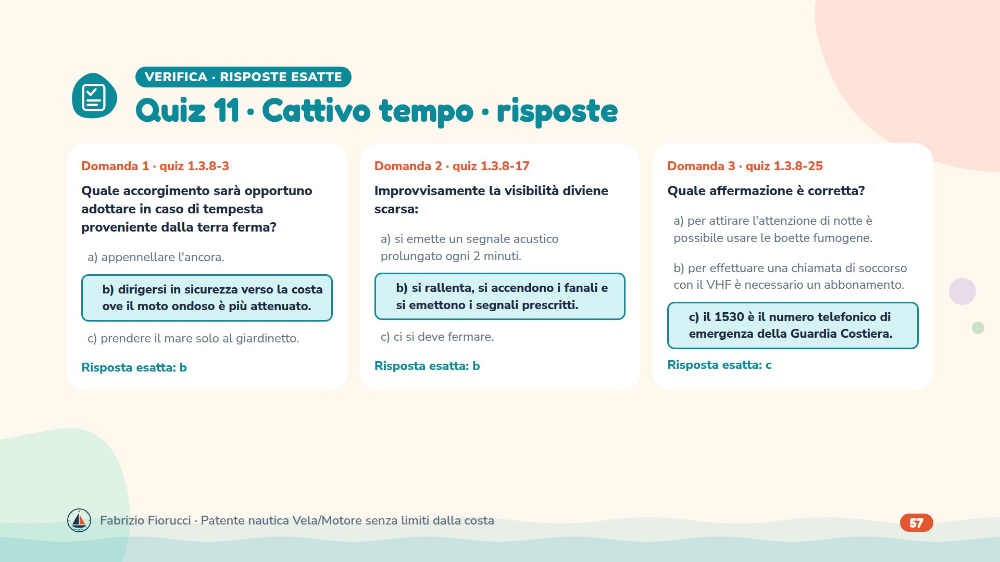 VERIFICA · RISPOSTE ESATTE
Quiz 11 · Cattivo tempo · risposte
Domanda 1 · quiz 1.3.8-3
Quale accorgimento sarà opportuno
adottare in caso di tempesta
proveniente dalla terra ferma?
a) appennellare l'ancora.
b) dirigersi in sicurezza verso la costa
ove il moto ondoso è più attenuato.
c) prendere il mare solo al giardinetto.
Risposta esatta: b
Domanda 2 · quiz 1.3.8-17
Improvvisamente la visibilità diviene
scarsa:
a) si emette un segnale acustico
prolungato ogni 2 minuti.
b) si rallenta, si accendono i fanali e
si emettono i segnali prescritti.
c) ci si deve fermare.
Risposta esatta: b
Domanda 3 · quiz 1.3.8-25
Quale affermazione è corretta?
a) per attirare l'attenzione di notte è
possibile usare le boette fumogene.
b) per effettuare una chiamata di soccorso
con il VHF è necessario un abbonamento.
c) il 1530 è il numero telefonico di
emergenza della Guardia Costiera.
Risposta esatta: c
Fabrizio Fiorucci · Patente nautica Vela/Motore senza limiti dalla costa
57